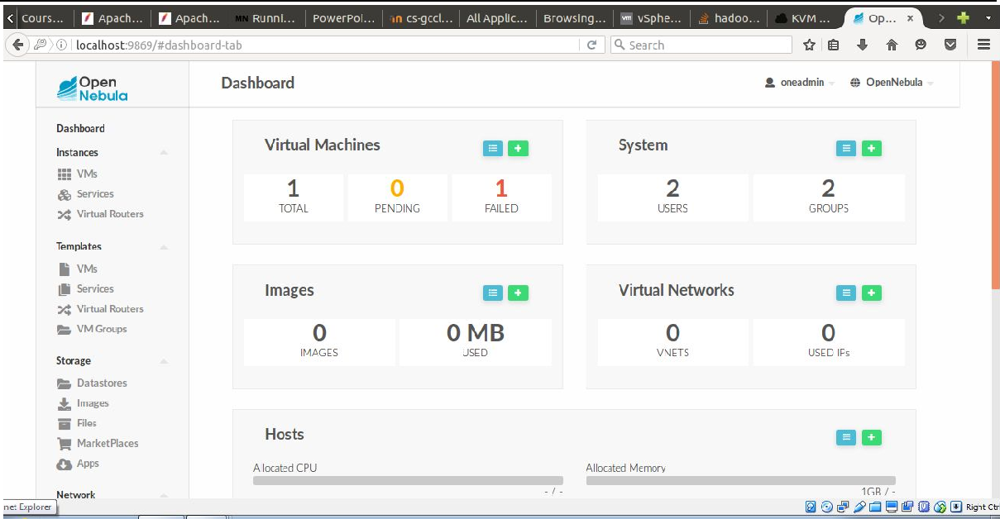 Cours... Apach... Apach... MN Runni... PowerPoi... cs-gccl... All Applic... Browsing... vm vSphe... hadoo... KVM ... Op... x
localhost:9869/#dashboard-tab Search
Open Nebula
Dashboard
oneadmin OpenNebula
Dashboard
Instances
VMs
Services
Virtual Routers
Templates
VMs
Services
Virtual Routers
VM Groups
Storage
Datastores
Images
Files
MarketPlaces
Apps
Network
Virtual Machines
1 0 1
TOTAL PENDING FAILED
System
2 2
USERS GROUPS
Images
0 0 MB
IMAGES USED
Virtual Networks
0 0
VNETS USED IPs
Hosts
Allocated CPU
- / -
Allocated Memory
1GB / -
net Explorer
Right Ctr